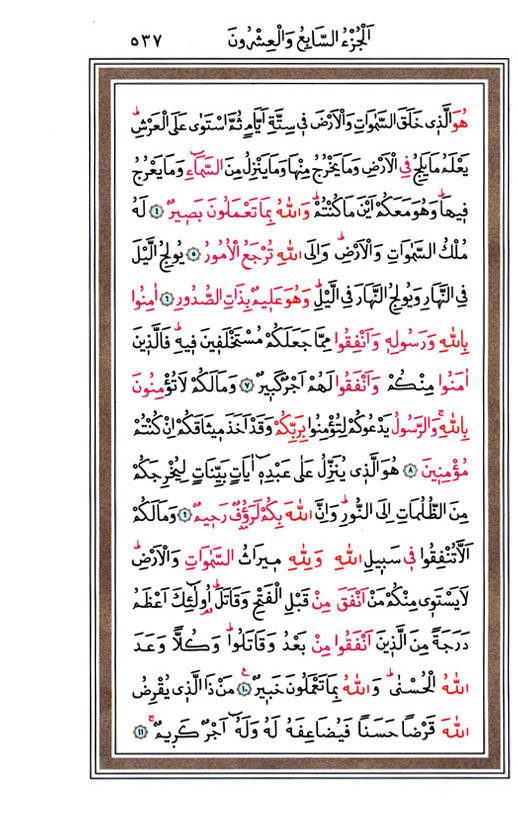 اَلْجُزْءُ السَّابِعُ وَالْعِشْرُونَ ٥٣٧
هُوَ الَّذ۪ي خَلَقَ السَّمٰوَاتِ وَالْاَرْضَ ف۪ي سِتَّةِ اَيَّامٍ ثُمَّ اسْتَوٰى عَلَى الْعَرْشِۜ
يَعْلَمُ مَا يَلِجُ فِي الْاَرْضِ وَمَا يَخْرُجُ مِنْهَا وَمَا يَنْزِلُ مِنَ السَّمَٓاءِ وَمَا يَعْرُجُ
ف۪يهَاۜ وَهُوَ مَعَكُمْ اَيْنَ مَا كُنْتُمْۜ وَاللّٰهُ بِمَا تَعْمَلُونَ بَص۪يرٌ ﴿٤﴾ لَهُ
مُلْكُ السَّمٰوَاتِ وَالْاَرْضِۜ وَاِلَى اللّٰهِ تُرْجَعُ الْاُمُورُ ﴿٥﴾ يُولِجُ الَّيْلَ
فِي النَّهَارِ وَيُولِجُ النَّهَارَ فِي الَّيْلِۜ وَهُوَ عَل۪يمٌ بِذَاتِ الصُّدُورِ ﴿٦﴾ اٰمِنُوا
بِاللّٰهِ وَرَسُولِه۪ وَاَنْفِقُوا مِمَّا جَعَلَكُمْ مُسْتَخْلَف۪ينَ ف۪يهِۜ فَالَّذ۪ينَ
اٰمَنُوا مِنْكُمْ وَاَنْفَقُوا لَهُمْ اَجْرٌ كَب۪يرٌ ﴿٧﴾ وَمَا لَكُمْ لَا تُؤْمِنُونَ
بِاللّٰهِۚ وَالرَّسُولُ يَدْعُوكُمْ لِتُؤْمِنُوا بِرَبِّكُمْ وَقَدْ اَخَذَ م۪يثَاقَكُمْ اِنْ كُنْتُمْ
مُؤْمِن۪ينَ ﴿٨﴾ هُوَ الَّذ۪ي يُنَزِّلُ عَلٰى عَبْدِه۪ٓ اٰيَاتٍ بَيِّنَاتٍ لِيُخْرِجَكُمْ
مِنَ الظُّلُمَاتِ اِلَى النُّورِۜ وَاِنَّ اللّٰهَ بِكُمْ لَرَؤُ۫فٌ رَح۪يمٌ ﴿٩﴾ وَمَا لَكُمْ
اَلَّا تُنْفِقُوا ف۪ي سَب۪يلِ اللّٰهِ وَلِلّٰهِ م۪يرَاثُ السَّمٰوَاتِ وَالْاَرْضِۜ
لَا يَسْتَو۪ي مِنْكُمْ مَنْ اَنْفَقَ مِنْ قَبْلِ الْفَتْحِ وَقَاتَلَۜ اُو۬لٰٓئِكَ اَعْظَمُ
دَرَجَةً مِنَ الَّذ۪ينَ اَنْفَقُوا مِنْ بَعْدُ وَقَاتَلُواۜ وَكُلًّا وَعَدَ
اللّٰهُ الْحُسْنٰىۜ وَاللّٰهُ بِمَا تَعْمَلُونَ خَب۪يرٌ۟ ﴿١٠﴾ مَنْ ذَا الَّذ۪ي يُقْرِضُ
اللّٰهَ قَرْضًا حَسَنًا فَيُضَاعِفَهُ لَهُ وَلَهُٓ اَجْرٌ كَر۪يمٌۚ ﴿١١﴾